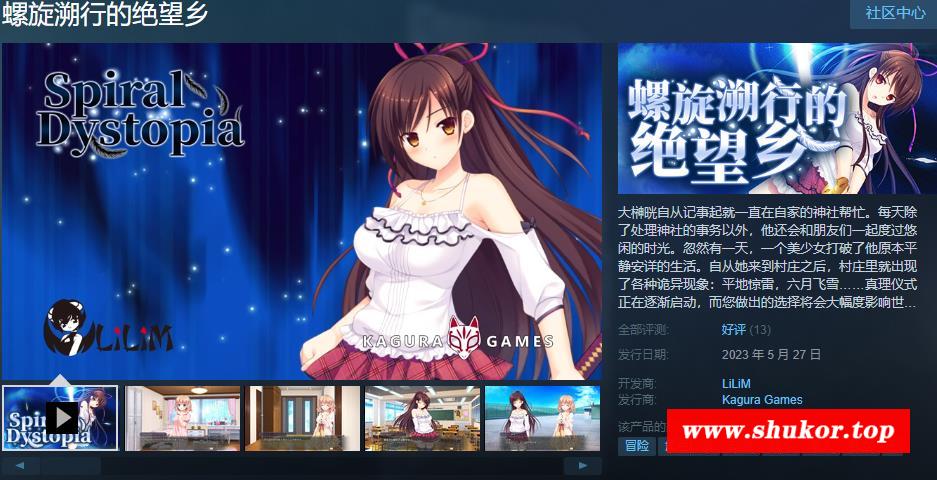 螺旋溯行的绝望乡
社区中心
Spiral
Dystopia
LiLiM
KAGURA GAMES
螺旋溯行的
绝望乡
大榊晄自从记事起就一直在自家的神社帮忙。每天除
了处理神社的事务以外，他还会和朋友们一起度过悠
闲的时光。忽然有一天，一个美少女打破了他原本平
静安详的生活。自从她来到村庄之后，村庄里就出现
了各种诡异现象：平地惊雷，六月飞雪……真理仪式
正在逐渐启动，而您做出的选择将会大幅度影响世...
全部评测:
好评 (13)
发行日期:
2023 年 5 月 27 日
开发商:
LiLiM
发行商:
Kagura Games
该产品的
www.shukor.top
冒险
Spiral
Dystopia